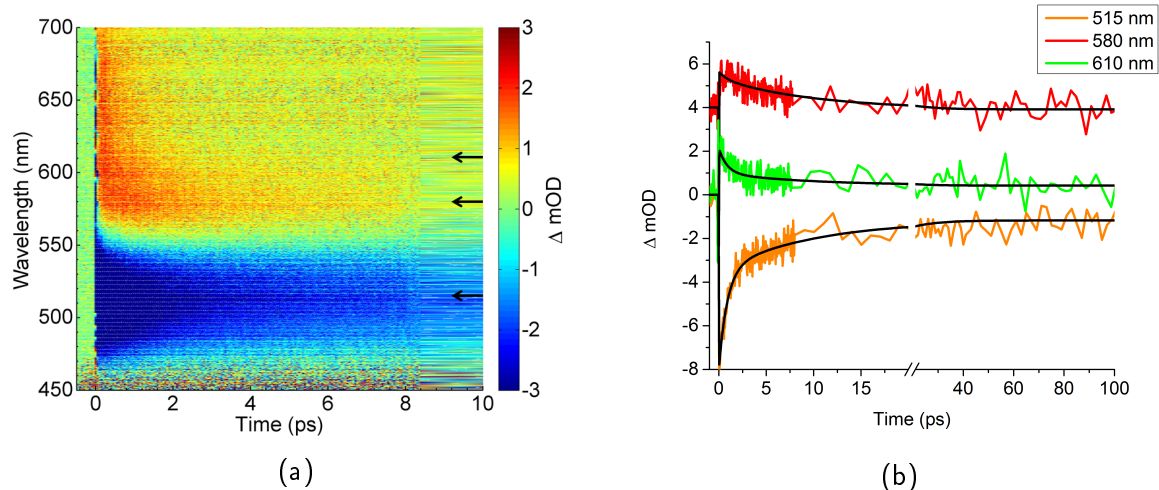 700
650
600
550
500
450
Wavelength (nm)
0 2 4 6 8 10
Time (ps)
3
2
1
0
-1
-2
-3
Δ mOD
(a)
515 nm
580 nm
610 nm
6
4
2
0
-2
-4
-6
-8
Δ mOD
0 5 10 15 40 60 80 100
Time (ps)
(b)